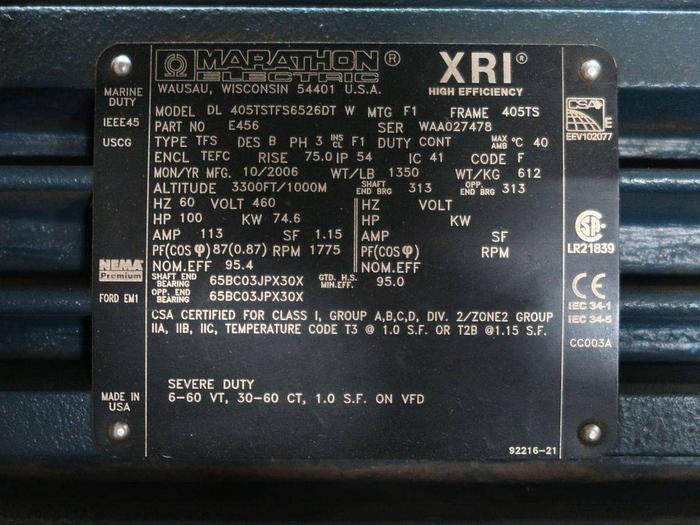 MARATHON®
ELECTRIC
XRI®
HIGH EFFICIENCY
WAUSAU, WISCONSIN 54401 U.S.A.
MARINE
DUTY
IEEE45
USCG
MODEL DL 405TSTFS6526DT W MTG F1 FRAME 405TS
PART NO E456 SER WAA027478
TYPE TFS DES B PH 3 INS CL F1 DUTY CONT MAX AMB °C 40
ENCL TEFC RISE 75.0 IP 54 IC 41 CODE F
MON/YR MFG. 10/2006 WT/LB 1350 WT/KG 612
ALTITUDE 3300FT/1000M SHAFT END BRG 313 OPP. END BRG 313
HZ 60 VOLT 460 HZ VOLT
HP 100 KW 74.6 HP KW
AMP 113 SF 1.15 AMP SF
PF(COS φ)87(0.87) RPM 1775 PF(COS φ) RPM
NOM.EFF 95.4 NOM.EFF
SHAFT END BEARING 65BC03JPX30X GTD. H.S. MIN.EFF. 95.0
OPP. END BEARING 65BC03JPX30X
CSA CERTIFIED FOR CLASS I, GROUP A,B,C,D, DIV. 2/ZONE2 GROUP
IIA, IIB, IIC, TEMPERATURE CODE T3 @ 1.0 S.F. OR T2B @1.15 S.F.
SEVERE DUTY
6-60 VT, 30-60 CT, 1.0 S.F. ON VFD
NEMA
Premium
FORD EM1
MADE IN
USA
CSA E
EEV102077
SA
LR21839
CE
IEC 34-1
IEC 34-5
CC003A
92216-21